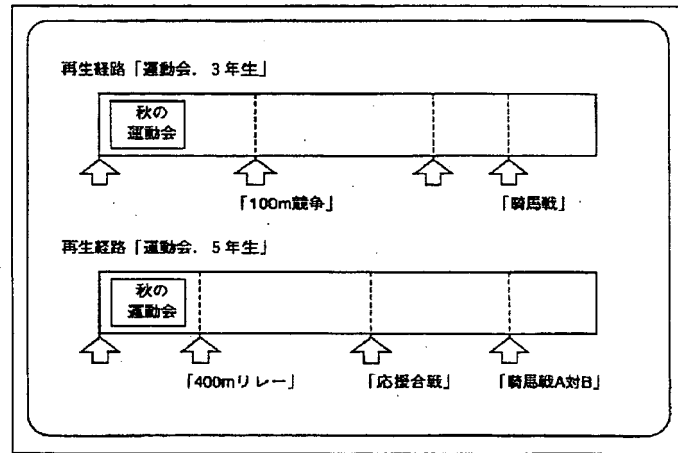 再生経路「運動会．3年生」
秋の
運動会
「100m競争」
「騎馬戦」
再生経路「運動会．5年生」
秋の
運動会
「400mリレー」
「応援合戦」
「騎馬戦A対B」